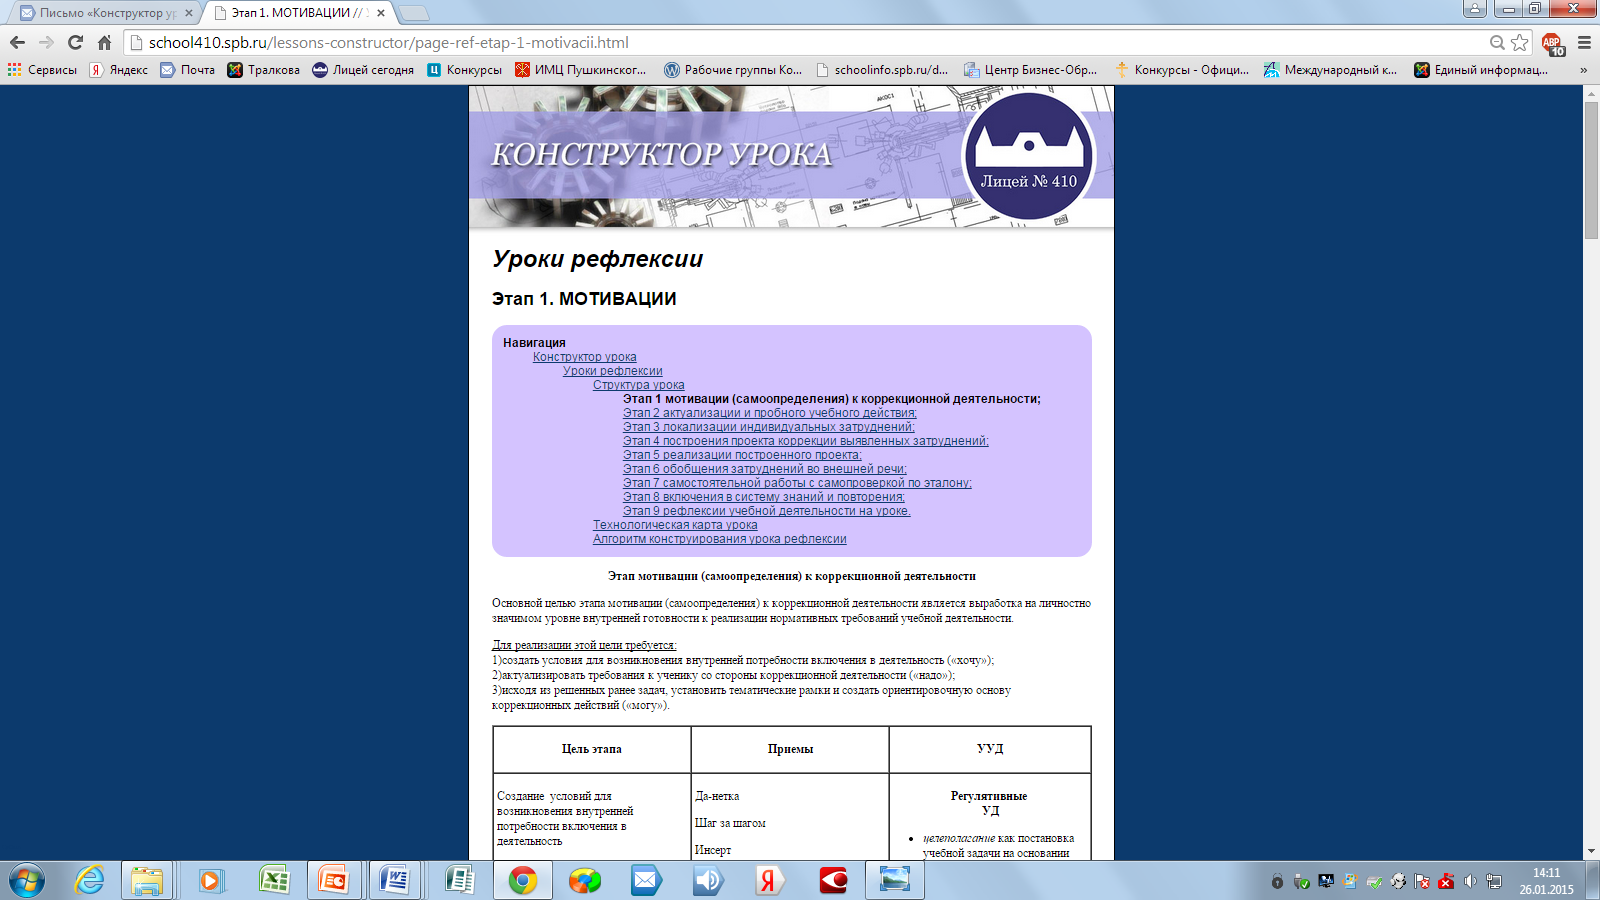 Письмо «Конструктор ур
Этап 1. МОТИВАЦИИ // У
school410.spb.ru/lessons-constructor/page-ref-etap-1-motivacii.html
ABP
10
Сервисы
Яндекс
Почта
Тралкова
Лицей сегодня
Конкурсы
ИМЦ Пушкинског...
Рабочие группы Ко...
schoolinfo.spb.ru/d...
Центр Бизнес-Обр...
Конкурсы - Офици...
Международный к...
Единый информац...
»
КОНСТРУКТОР УРОКА
Лицей № 410
Уроки рефлексии
Этап 1. МОТИВАЦИИ
Навигация
Конструктор урока
Уроки рефлексии
Структура урока
Этап 1 мотивации (самоопределения) к коррекционной деятельности;
Этап 2 актуализации и пробного учебного действия;
Этап 3 локализации индивидуальных затруднений;
Этап 4 построения проекта коррекции выявленных затруднений;
Этап 5 реализации построенного проекта;
Этап 6 обобщения затруднений во внешней речи;
Этап 7 самостоятельной работы с самопроверкой по эталону;
Этап 8 включения в систему знаний и повторения;
Этап 9 рефлексии учебной деятельности на уроке.
Технологическая карта урока
Алгоритм конструирования урока рефлексии
Этап мотивации (самоопределения) к коррекционной деятельности
Основной целью этапа мотивации (самоопределения) к коррекционной деятельности является выработка на личностно
значимом уровне внутренней готовности к реализации нормативных требований учебной деятельности.
Для реализации этой цели требуется:
1)создать условия для возникновения внутренней потребности включения в деятельность («хочу»);
2)актуализировать требования к ученику со стороны коррекционной деятельности («надо»);
3)исходя из решенных ранее задач, установить тематические рамки и создать ориентировочную основу
коррекционных действий («могу»).
Цель этапа
Приемы
УУД
Создание условий для
возникновения внутренней
потребности включения в
деятельность
Да-нетка
Шаг за шагом
Инсерт
Регулятивные
УД
целеполагание как постановка
учебной задачи на основании
14:11
26.01.2015